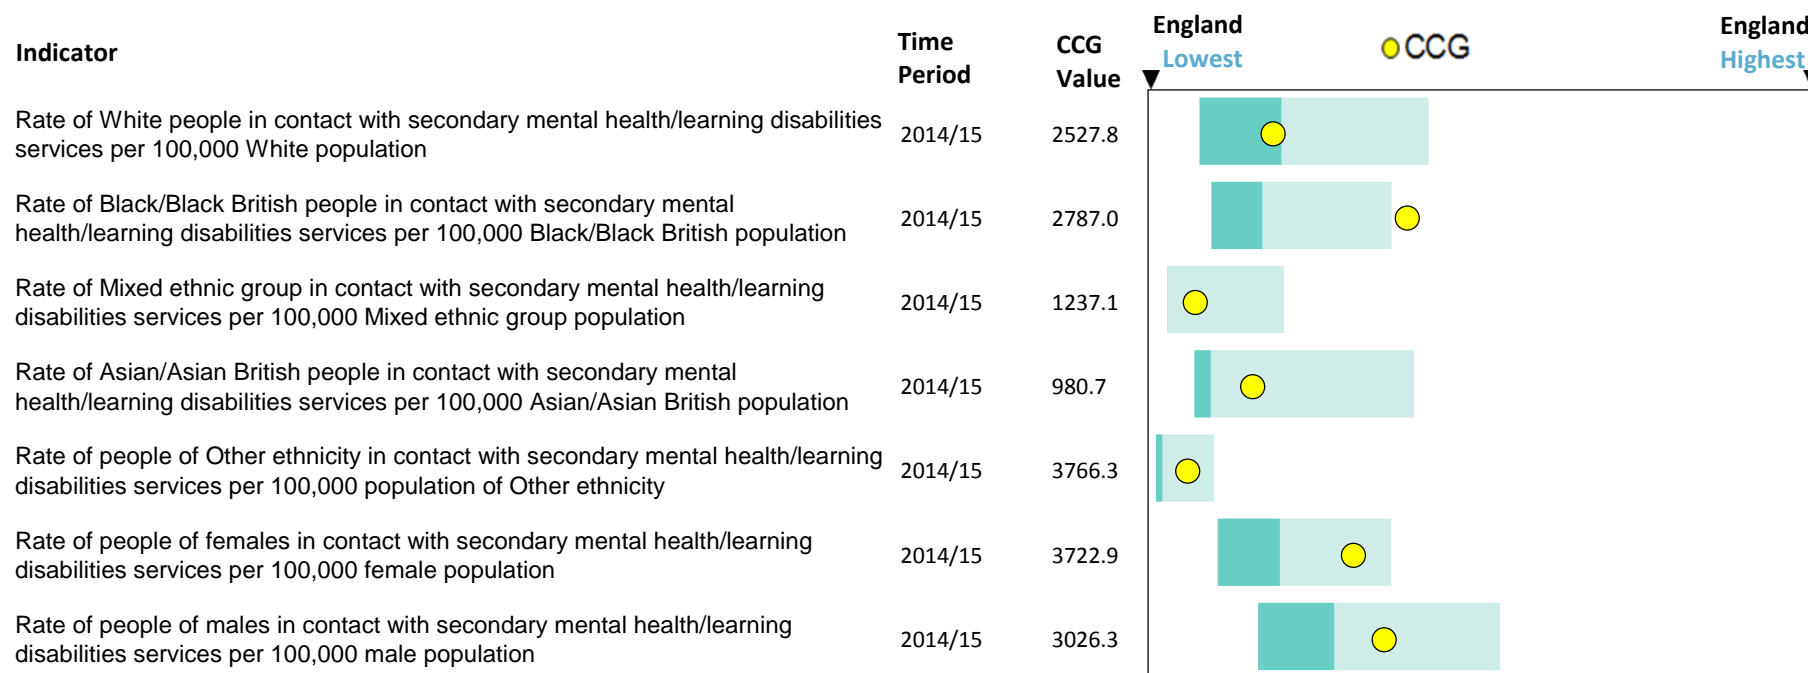 Indicator
Time
Period
CCG
Value
England
Lowest
CCG
England
Highest
Rate of White people in contact with secondary mental health/learning disabilities
services per 100,000 White population
2014/15
2527.8
Rate of Black/Black British people in contact with secondary mental
health/learning disabilities services per 100,000 Black/Black British population
2014/15
2787.0
Rate of Mixed ethnic group in contact with secondary mental health/learning
disabilities services per 100,000 Mixed ethnic group population
2014/15
1237.1
Rate of Asian/Asian British people in contact with secondary mental
health/learning disabilities services per 100,000 Asian/Asian British population
2014/15
980.7
Rate of people of Other ethnicity in contact with secondary mental health/learning
disabilities services per 100,000 population of Other ethnicity
2014/15
3766.3
Rate of people of females in contact with secondary mental health/learning
disabilities services per 100,000 female population
2014/15
3722.9
Rate of people of males in contact with secondary mental health/learning
disabilities services per 100,000 male population
2014/15
3026.3